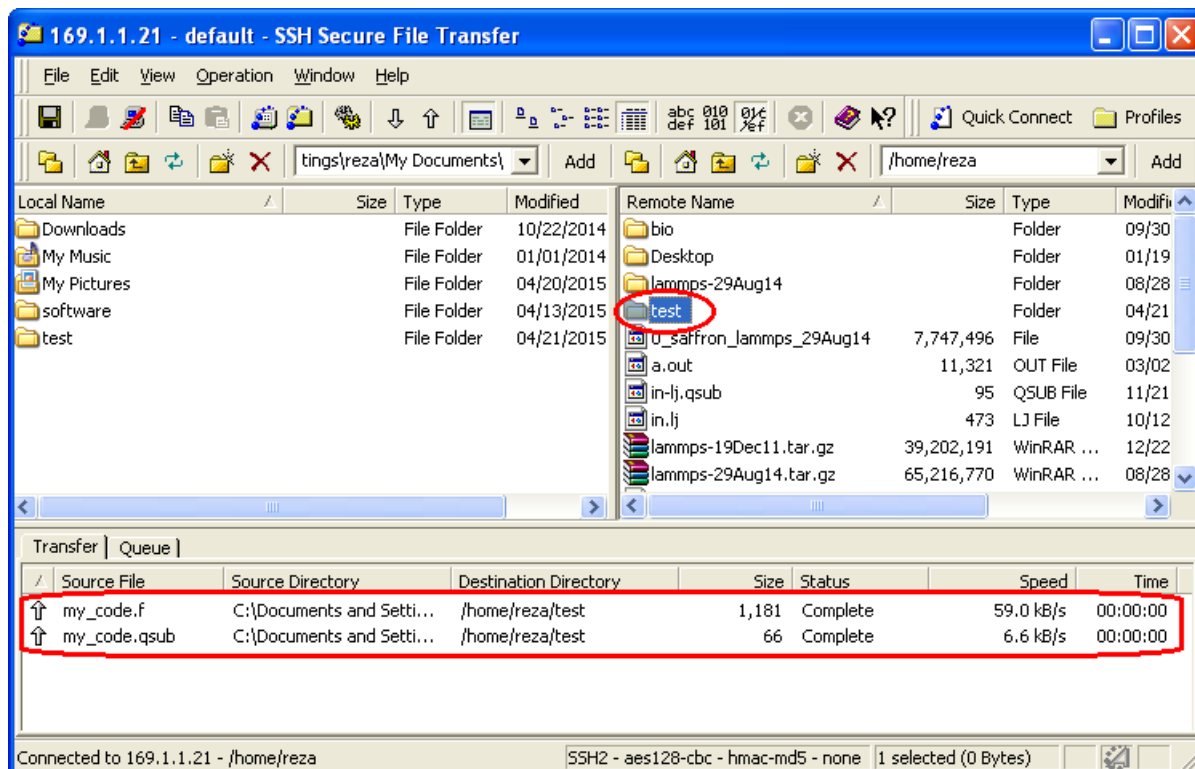 169.1.1.21 - default - SSH Secure File Transfer
File Edit View Operation Window Help
abc def 010 101 Quick Connect Profiles
tings\reza\My Documents\ Add /home/reza Add
Local Name Size Type Modified Remote Name Size Type Modifi
Downloads File Folder 10/22/2014 bio Folder 09/30
My Music File Folder 01/01/2014 Desktop Folder 01/19
My Pictures File Folder 04/20/2015 lammps-29Aug14 Folder 08/28
software File Folder 04/13/2015 test Folder 04/21
test File Folder 04/21/2015 0_saffron_lammps_29Aug14 7,747,496 File 09/30
a.out 11,321 OUT File 03/02
in-lj.qsub 95 QSUB File 11/21
in.lj 473 LJ File 10/12
lammps-19Dec11.tar.gz 39,202,191 WinRAR ... 12/22
lammps-29Aug14.tar.gz 65,216,770 WinRAR ... 08/28
Transfer Queue
Source File Source Directory Destination Directory Size Status Speed Time
my_code.f C:\Documents and Setti... /home/reza/test 1,181 Complete 59.0 kB/s 00:00:00
my_code.qsub C:\Documents and Setti... /home/reza/test 66 Complete 6.6 kB/s 00:00:00
Connected to 169.1.1.21 - /home/reza SSH2 - aes128-cbc - hmac-md5 - none 1 selected (0 Bytes)